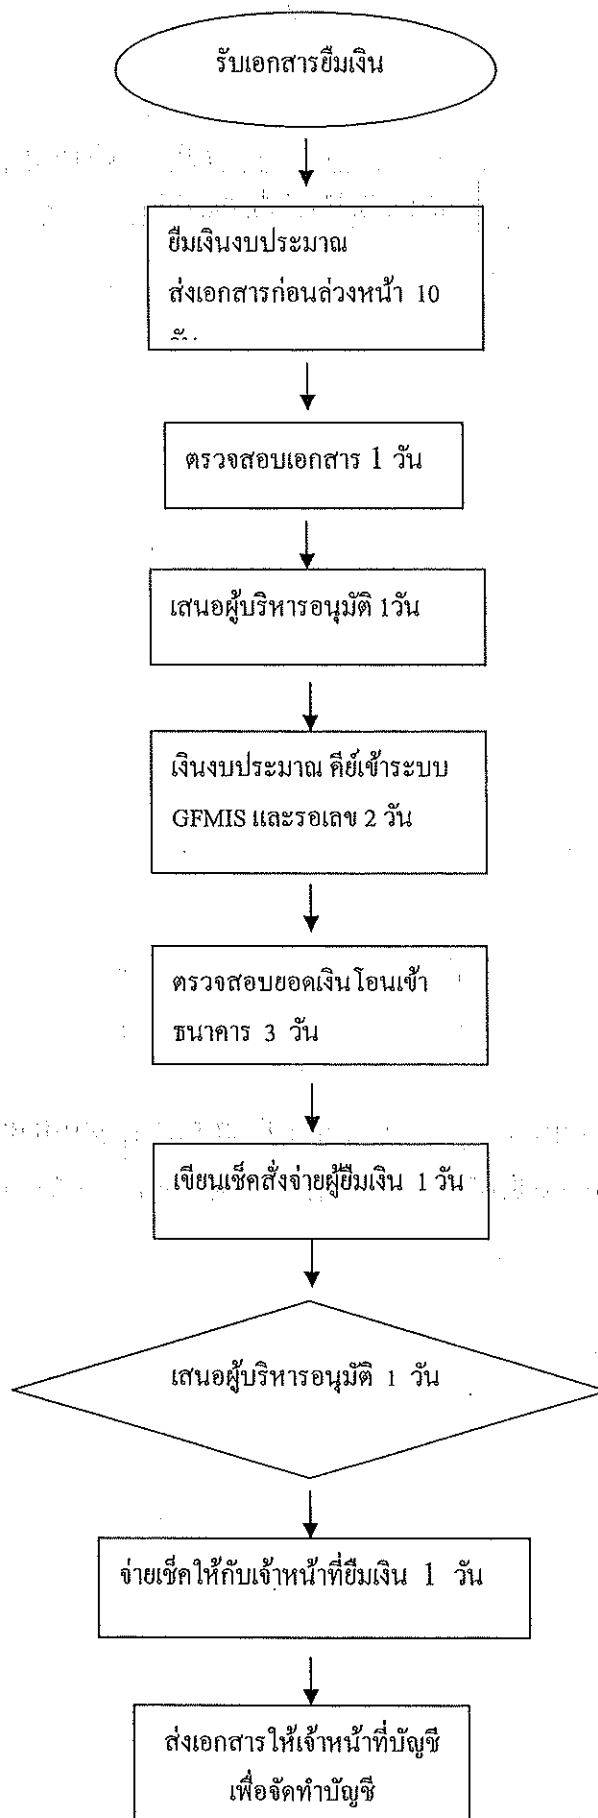 รับเอกสารยืมเงิน
ยืมเงินงบประมาณ
ส่งเอกสารก่อนล่วงหน้า 10
ตรวจสอบเอกสาร 1 วัน
เสนอผู้บริหารอนุมัติ 1วัน
เงินงบประมาณ คีย์เข้าระบบ
GFMIS และรอเลข 2 วัน
ตรวจสอบยอดเงินโอนเข้า
ธนาคาร 3 วัน
เขียนเช็คสั่งจ่ายผู้ยืมเงิน 1 วัน
เสนอผู้บริหารอนุมัติ 1 วัน
จ่ายเช็คให้กับเจ้าหน้าที่ยืมเงิน 1 วัน
ส่งเอกสารให้เจ้าหน้าที่บัญชี
เพื่อจัดทำบัญชี